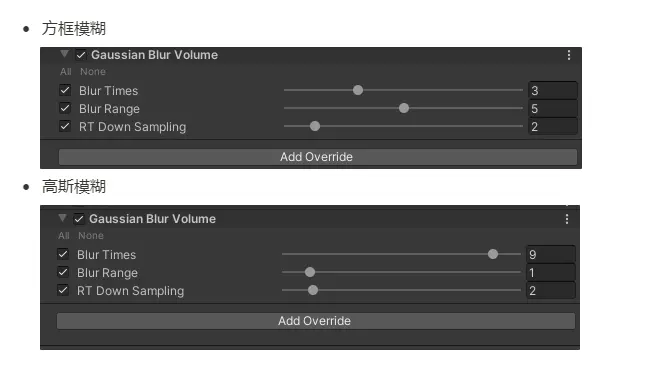 方框模糊
Gaussian Blur Volume
All None
Blur Times 3
Blur Range 5
RT Down Sampling 2
Add Override
高斯模糊
Gaussian Blur Volume
All None
Blur Times 9
Blur Range 1
RT Down Sampling 2
Add Override